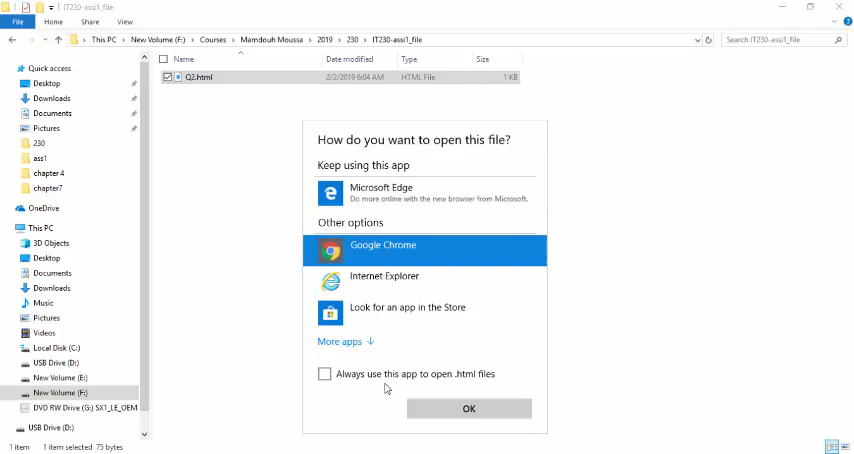 IT230-assi1_file
File Home Share View
This PC > New Volume (F:) > Courses > Mamdouh Moussa > 2019 > 230 > IT230-assi1_file
Search IT230-assi1_file
Name Date modified Type Size
Q2.html 2/2/2019 6:04 AM HTML File 1 KB
Quick access
Desktop
Downloads
Documents
Pictures
230
ass1
chapter 4
chapter7
OneDrive
This PC
3D Objects
Desktop
Documents
Downloads
Music
Pictures
Videos
Local Disk (C:)
USB Drive (D:)
New Volume (E:)
New Volume (F:)
DVD RW Drive (G:) SX1_LE_OEM
USB Drive (D:)
How do you want to open this file?
Keep using this app
Microsoft Edge
Do more online with the new browser from Microsoft.
Other options
Google Chrome
Internet Explorer
Look for an app in the Store
More apps ↓
Always use this app to open .html files
OK
1 item 1 item selected 75 bytes